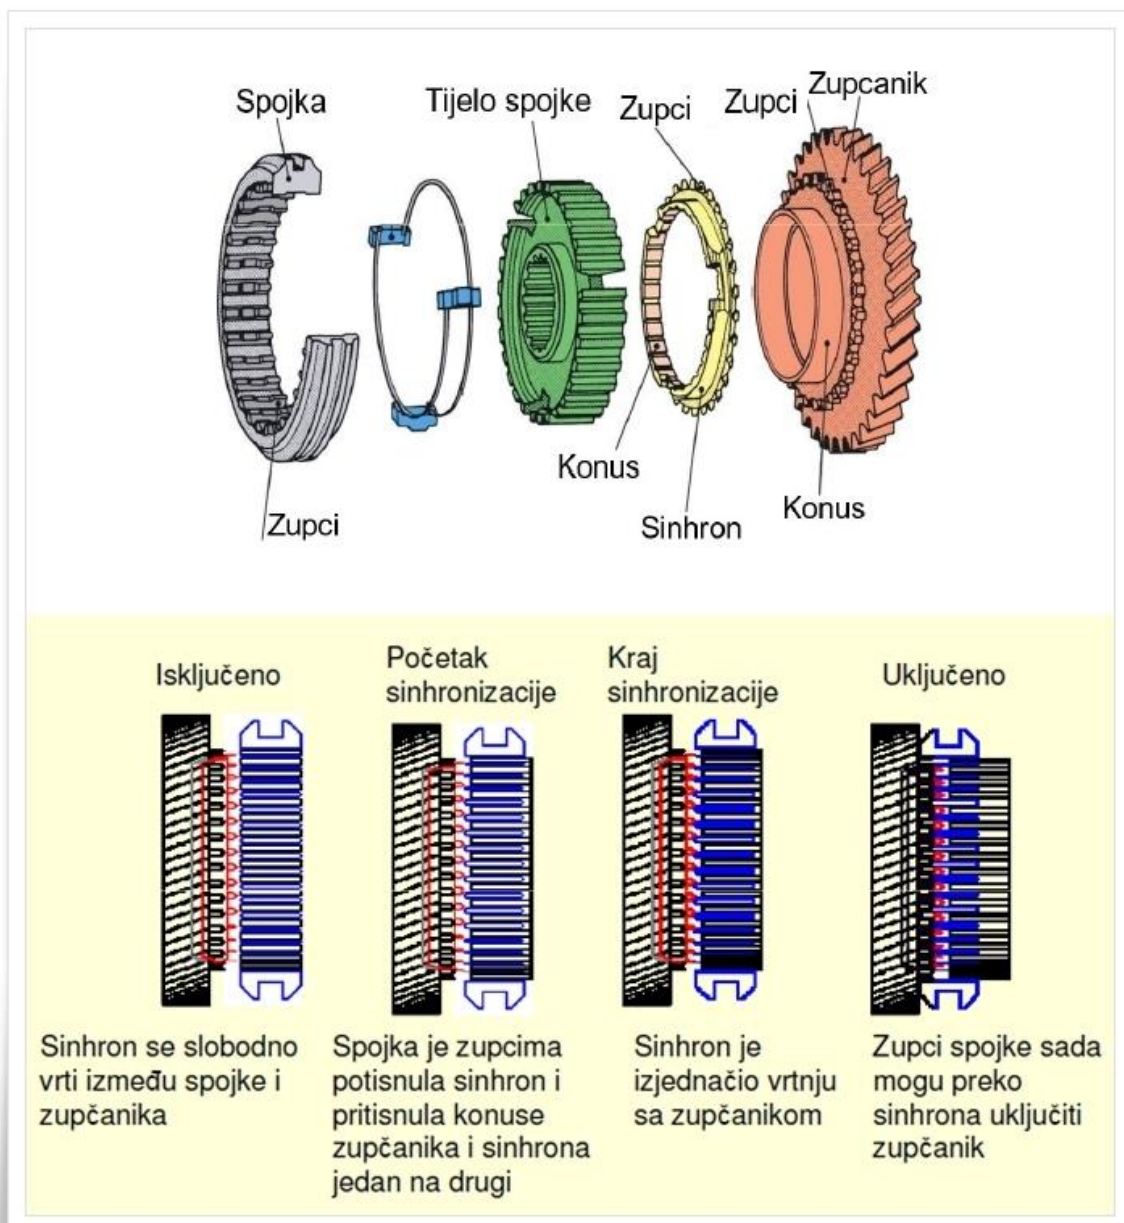 Spojka
Tijelo spojke
Zupci
Zupci
Zupcanik
Konus
Sinhron
Konus
Zupci
Isključeno
Početak
sinhronizacije
Kraj
sinhronizacije
Uključeno
Sinhron se slobodno
vrti između spojke i
zupčanika
Spojka je zupcima
potisnula sinhron i
pritisnula konuse
zupčanika i sinhrona
jedan na drugi
Sinhron je
izjednačio vrtnju
sa zupčanikom
Zupci spojke sada
mogu preko
sinhrona uključiti
zupčanik